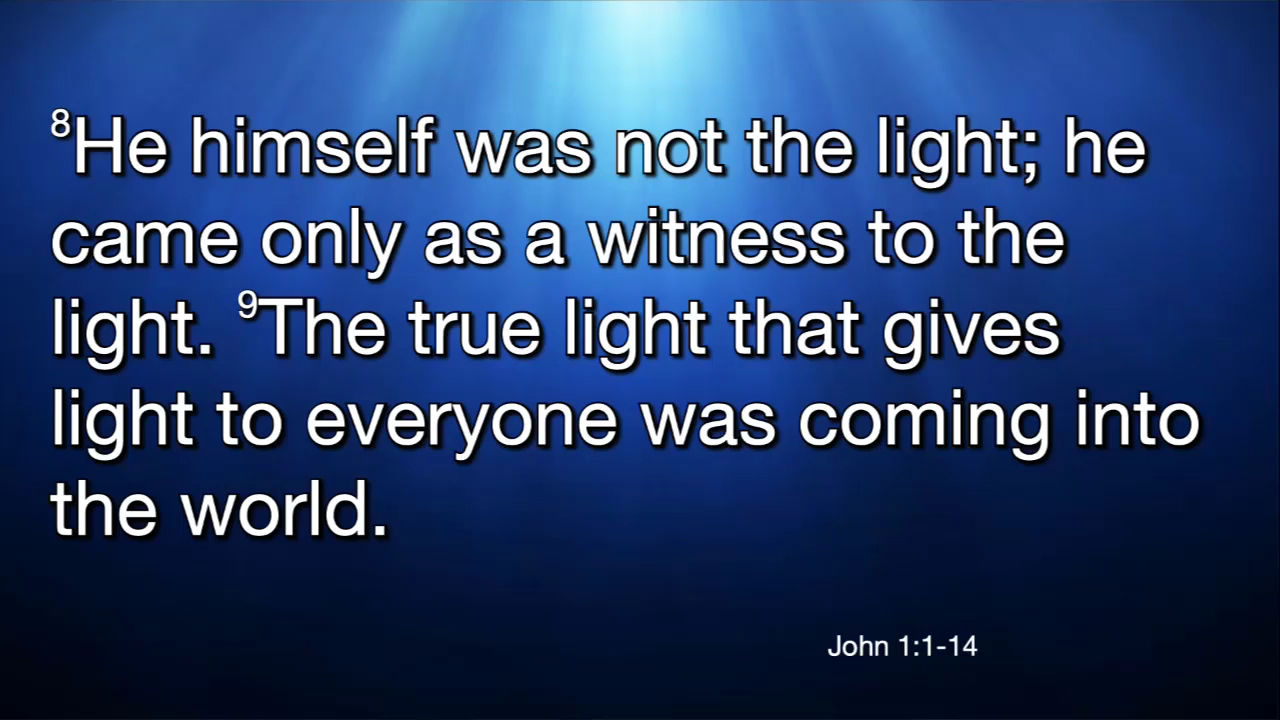 ⁸He himself was not the light; he
came only as a witness to the
light. ⁹The true light that gives
light to everyone was coming into
the world.
John 1:1-14